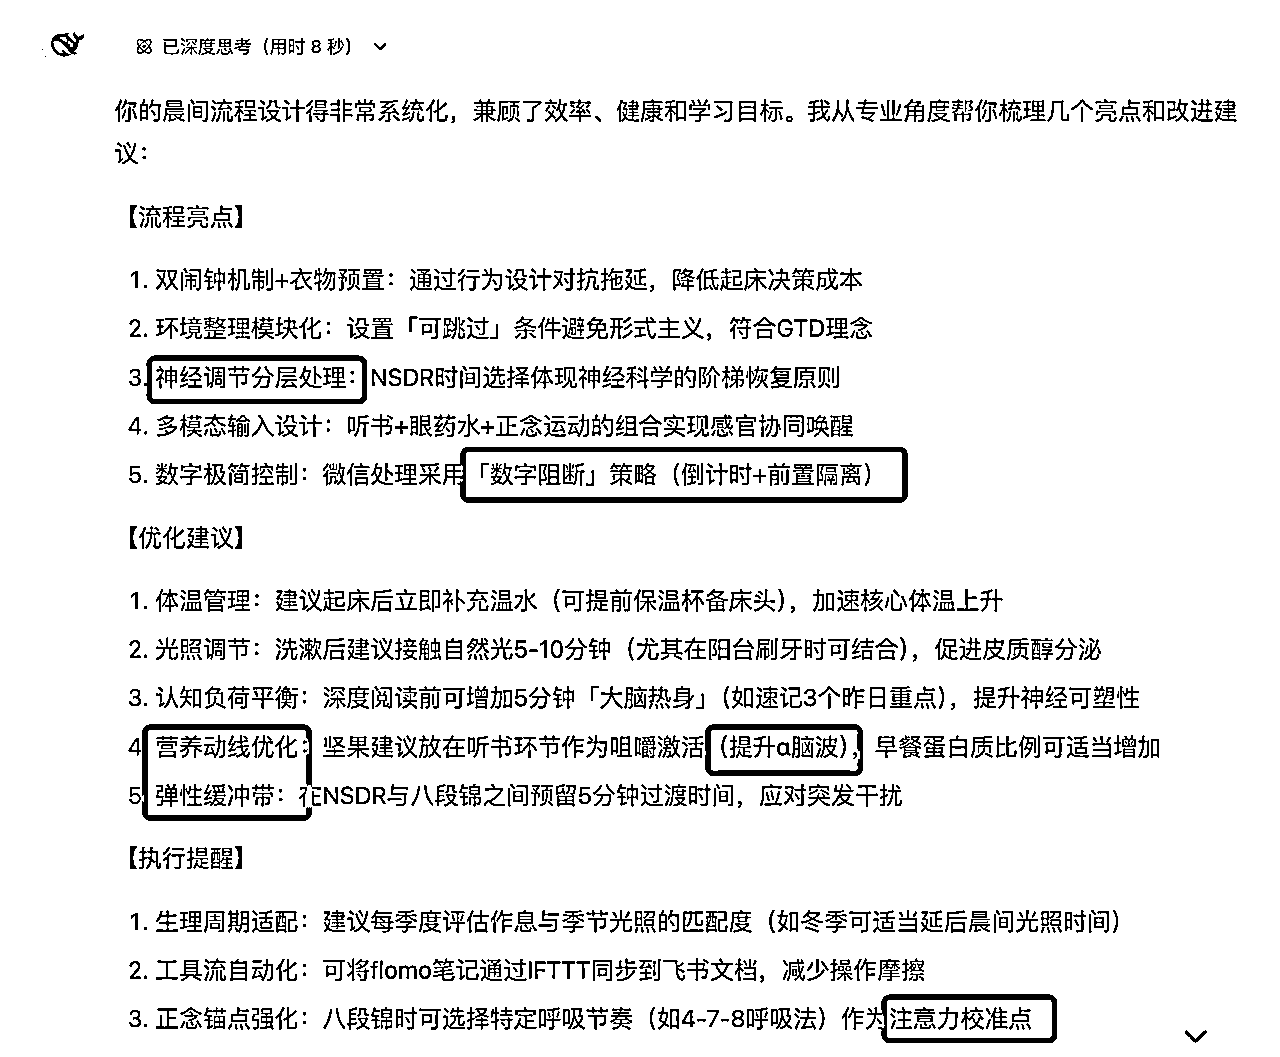 已深度思考（用时 8 秒）
你的晨间流程设计得非常系统化，兼顾了效率、健康和学习目标。我从专业角度帮你梳理几个亮点和改进建
议：
【流程亮点】
1. 双闹钟机制+衣物预置：通过行为设计对抗拖延，降低起床决策成本
2. 环境整理模块化：设置「可跳过」条件避免形式主义，符合GTD理念
3. 神经调节分层处理：NSDR时间选择体现神经科学的阶梯恢复原则
4. 多模态输入设计：听书+眼药水+正念运动的组合实现感官协同唤醒
5. 数字极简控制：微信处理采用「数字阻断」策略（倒计时+前置隔离）
【优化建议】
1. 体温管理：建议起床后立即补充温水（可提前保温杯备床头），加速核心体温上升
2. 光照调节：洗漱后建议接触自然光5-10分钟（尤其在阳台刷牙时可结合），促进皮质醇分泌
3. 认知负荷平衡：深度阅读前可增加5分钟「大脑热身」（如速记3个昨日重点），提升神经可塑性
4. 营养动线优化：坚果建议放在听书环节作为咀嚼激活（提升α脑波），早餐蛋白质比例可适当增加
5. 弹性缓冲带：在NSDR与八段锦之间预留5分钟过渡时间，应对突发干扰
【执行提醒】
1. 生理周期适配：建议每季度评估作息与季节光照的匹配度（如冬季可适当延后晨间光照时间）
2. 工具流自动化：可将flomo笔记通过IFTTT同步到飞书文档，减少操作摩擦
3. 正念锚点强化：八段锦时可选择特定呼吸节奏（如4-7-8呼吸法）作为注意力校准点